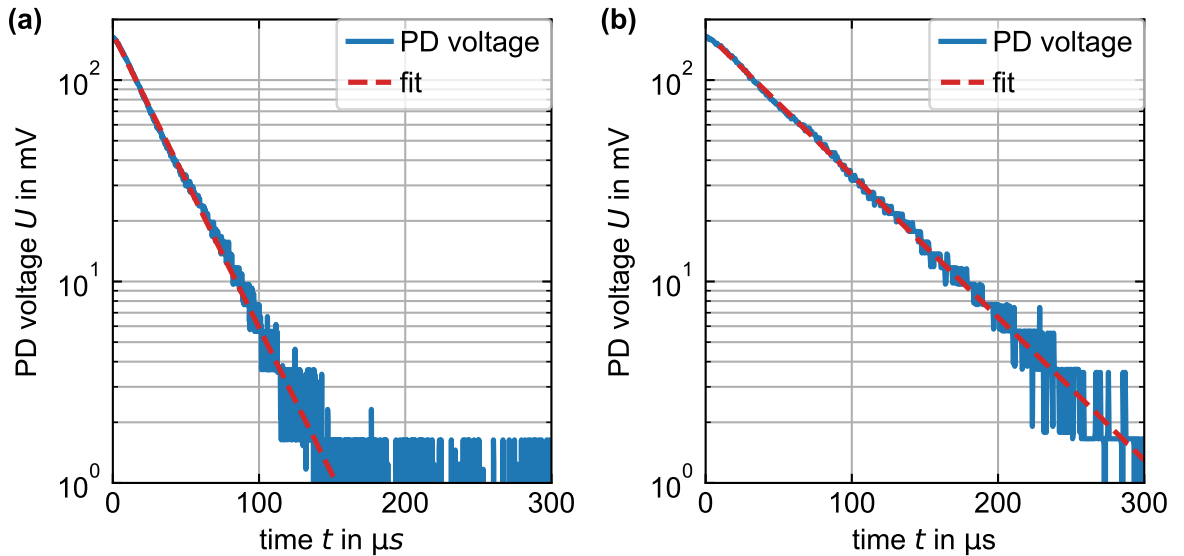 (a)
PD voltage
fit
10²
10¹
10⁰
PD voltage U in mV
0
100
200
300
time t in μs
(b)
PD voltage
fit
10²
10¹
10⁰
PD voltage U in mV
0
100
200
300
time t in μs